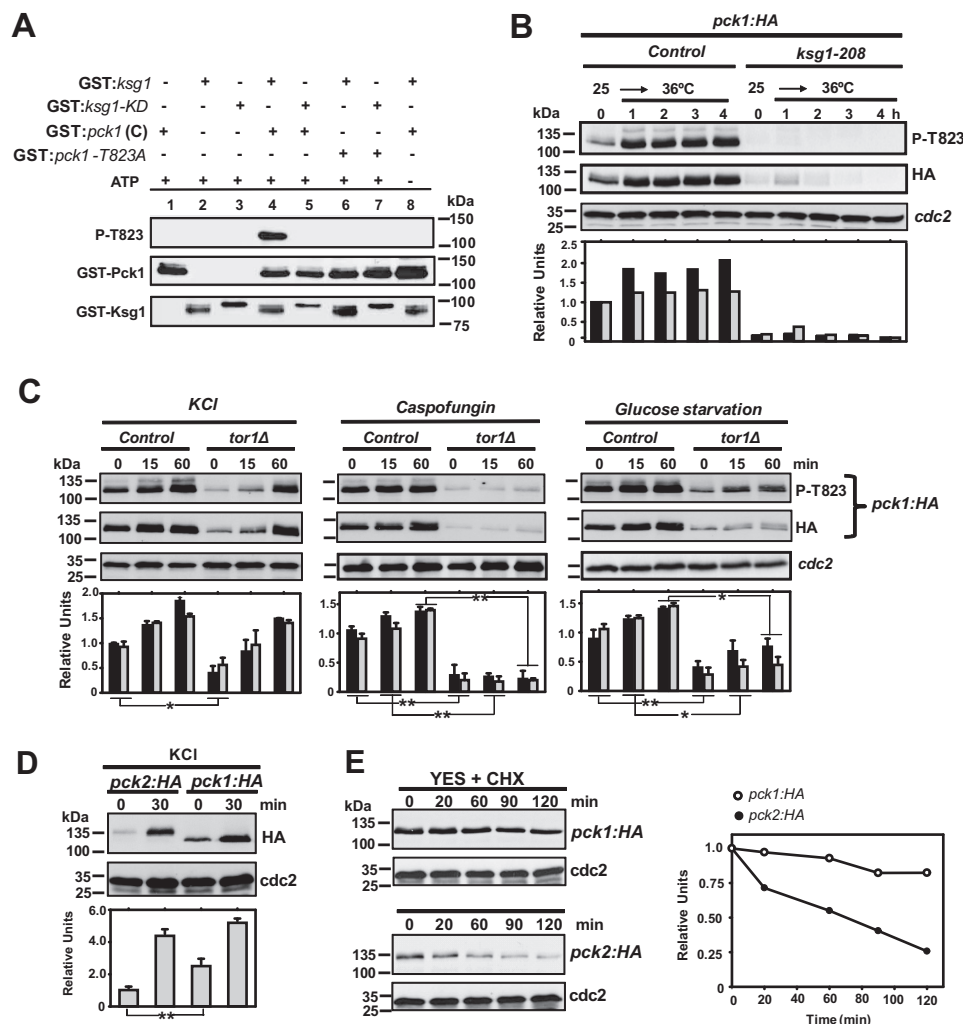 A
GST:ksg1 - + - + - + - +
GST:ksg1-KD - - + - + - + -
GST:pck1 (C) + - - + + - - +
GST:pck1-T823A - - - - - + + -
ATP + + + + + + + -
1 2 3 4 5 6 7 8 kDa
P-T823 150 100
GST-Pck1 150 100
GST-Ksg1 100 75
B
pck1:HA
Control ksg1-208
25 → 36ºC 25 → 36ºC
kDa 0 1 2 3 4 0 1 2 3 4 h
135 100 P-T823
135 100 HA
35 25 cdc2
Relative Units
2.5
2.0
1.5
1.0
0.5
0
C
KCl Caspofungin Glucose starvation
Control tor1Δ Control tor1Δ Control tor1Δ
kDa 0 15 60 0 15 60 0 15 60 0 15 60 0 15 60 0 15 60 min
135 100 P-T823
135 100 HA
pck1:HA
35 25 cdc2
Relative Units
2.0
1.5
1.0
0.5
0
*
1.5
1.0
0.5
0
**
**
**
1.5
1.0
0.5
0
*
**
*
D
KCl
pck2:HA pck1:HA
0 30 0 30 min
kDa
135 100 HA
35 25 cdc2
Relative Units
6.0
4.0
2.0
0
**
E
YES + CHX
kDa 0 20 60 90 120 min
135 100 pck1:HA
35 25 cdc2
0 20 60 90 120 min
135 100 pck2:HA
35 25 cdc2
pck1:HA
pck2:HA
Relative Units
1.0
0.75
0.50
0.25
0
0 20 40 60 80 100 120
Time (min)